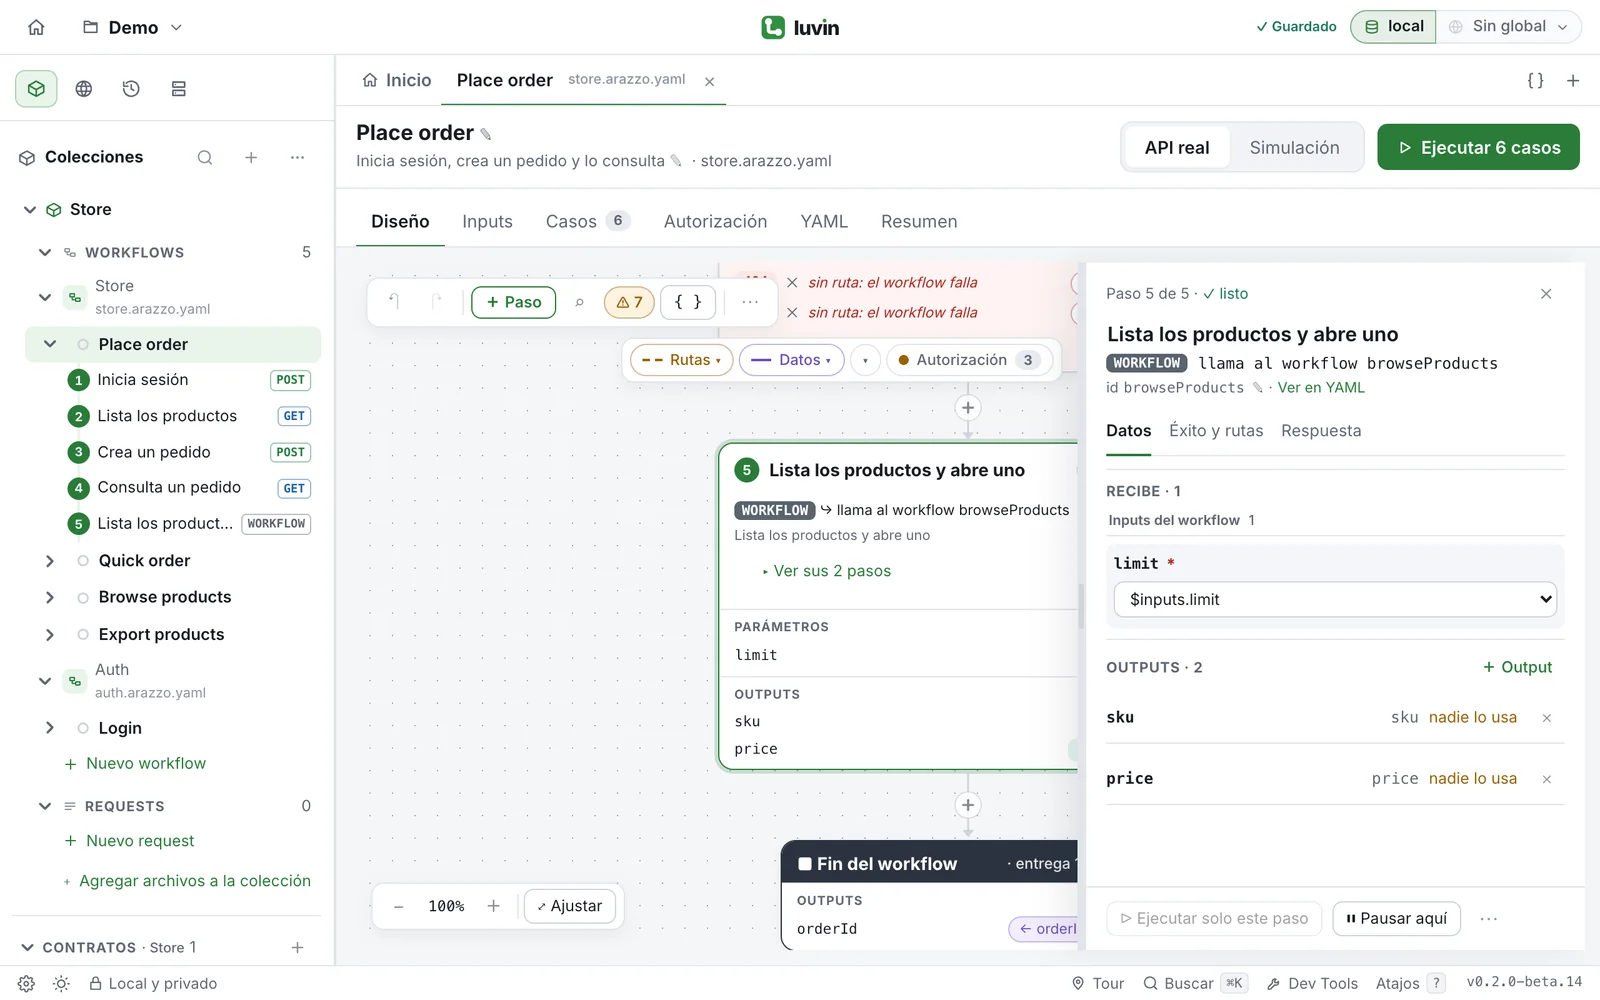 Demo
luvin
✓ Guardado
local
Sin global
Inicio
Place order
store.arazzo.yaml
Colecciones
Store
WORKFLOWS
5
Store
store.arazzo.yaml
Place order
1 Inicia sesión POST
2 Lista los productos GET
3 Crea un pedido POST
4 Consulta un pedido GET
5 Lista los product... WORKFLOW
Quick order
Browse products
Export products
Auth
auth.arazzo.yaml
Login
+ Nuevo workflow
REQUESTS
0
+ Nuevo request
+ Agregar archivos a la colección
CONTRATOS · Store 1
Place order
Inicia sesión, crea un pedido y lo consulta · store.arazzo.yaml
API real
Simulación
Ejecutar 6 casos
Diseño
Inputs
Casos 6
Autorización
YAML
Resumen
× sin ruta: el workflow falla
× sin ruta: el workflow falla
+ Paso
7
{ }
...
Rutas
Datos
Autorización 3
5 Lista los productos y abre uno
WORKFLOW ↪ llama al workflow browseProducts
Lista los productos y abre uno
Ver sus 2 pasos
PARÁMETROS
limit
OUTPUTS
sku
price
Fin del workflow
· entrega
OUTPUTS
orderId
− 100% +
Ajustar
Paso 5 de 5 · ✓ listo
Lista los productos y abre uno
WORKFLOW llama al workflow browseProducts
id browseProducts · Ver en YAML
Datos
Éxito y rutas
Respuesta
RECIBE · 1
Inputs del workflow 1
limit *
$inputs.limit
OUTPUTS · 2
+ Output
sku
sku nadie lo usa ×
price
price nadie lo usa ×
Ejecutar solo este paso
Pausar aquí
...
Local y privado
Tour
Buscar ⌘K
Dev Tools
Atajos ?
v0.2.0-beta.14